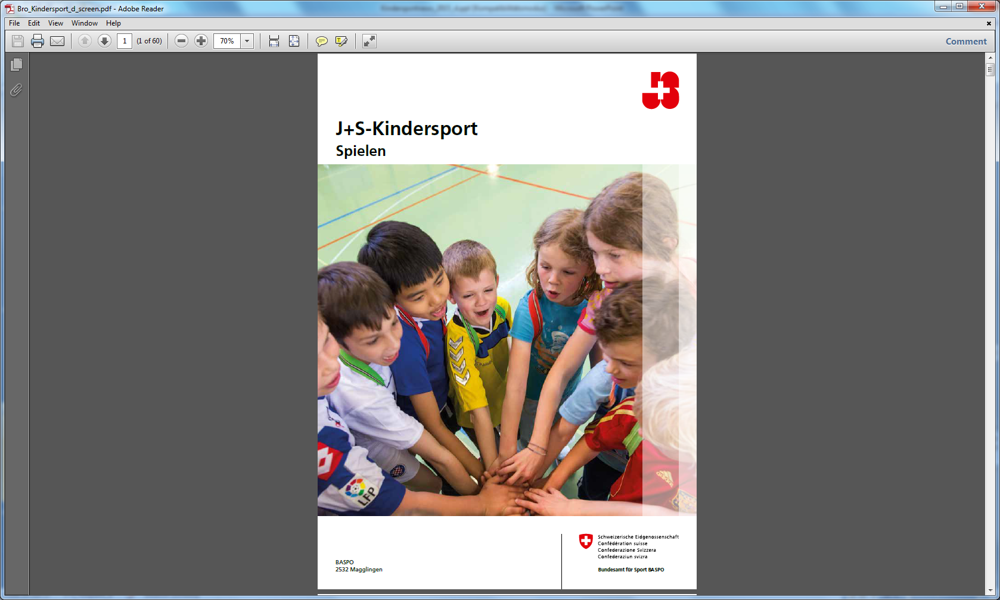 Bro_Kindersport_d_screen.pdf - Adobe Reader
File Edit View Window Help
1 (1 of 60) 70% Comment
J+S-Kindersport
Spielen
LFP
Schweizerische Eidgenossenschaft
Confédération suisse
Confederazione Svizzera
Confederaziun svizra
BASPO
2532 Magglingen
Bundesamt für Sport BASPO